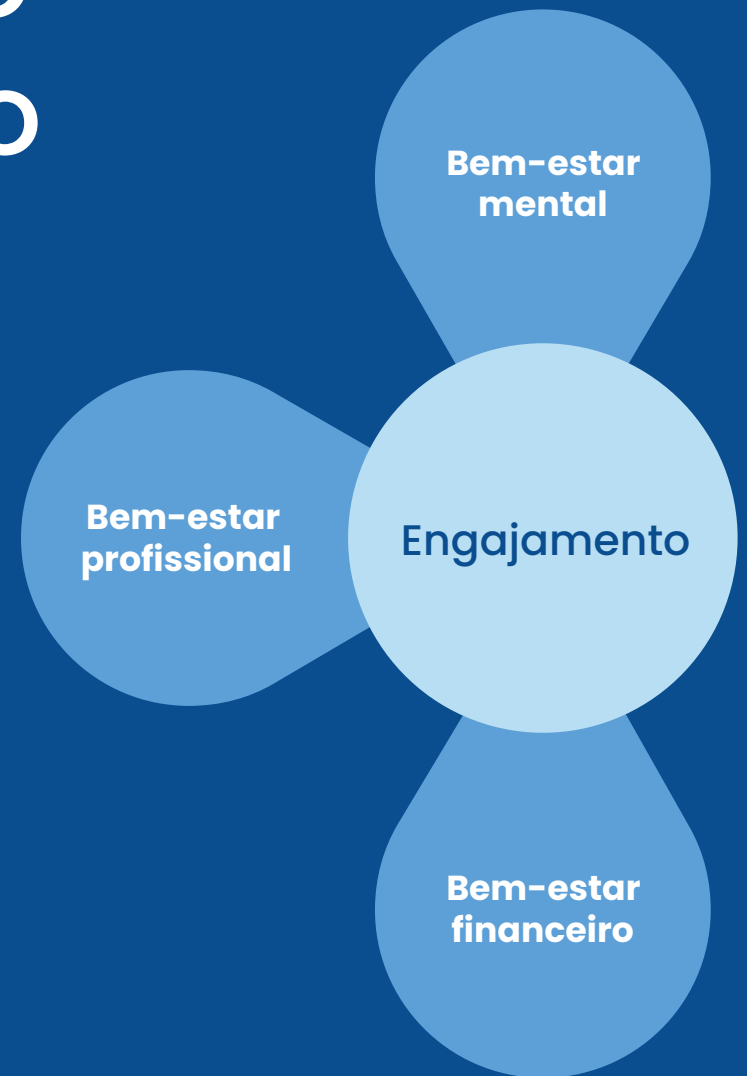 Bem-estar
mental
Bem-estar
profissional
Engajamento
Bem-estar
financeiro